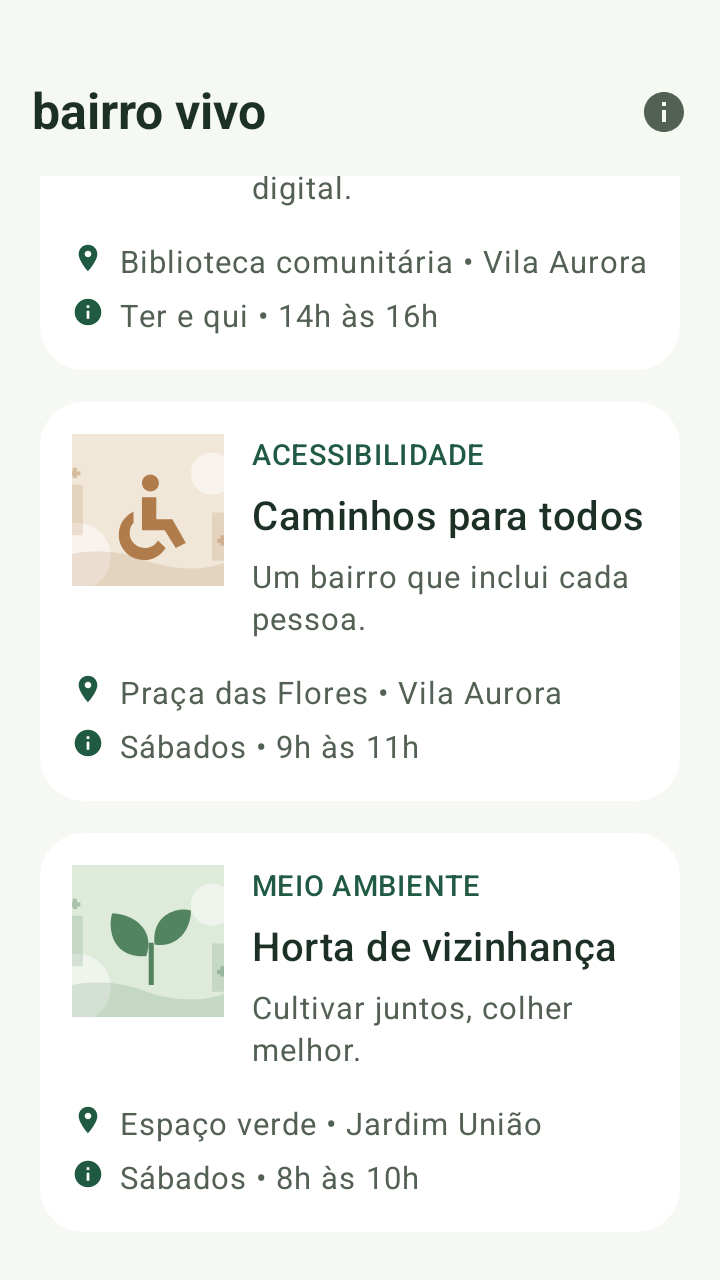 bairro vivo
digital.
Biblioteca comunitária • Vila Aurora
Ter e qui • 14h às 16h
ACESSIBILIDADE
Caminhos para todos
Um bairro que inclui cada
pessoa.
Praça das Flores • Vila Aurora
Sábados • 9h às 11h
MEIO AMBIENTE
Horta de vizinhança
Cultivar juntos, colher
melhor.
Espaço verde • Jardim União
Sábados • 8h às 10h